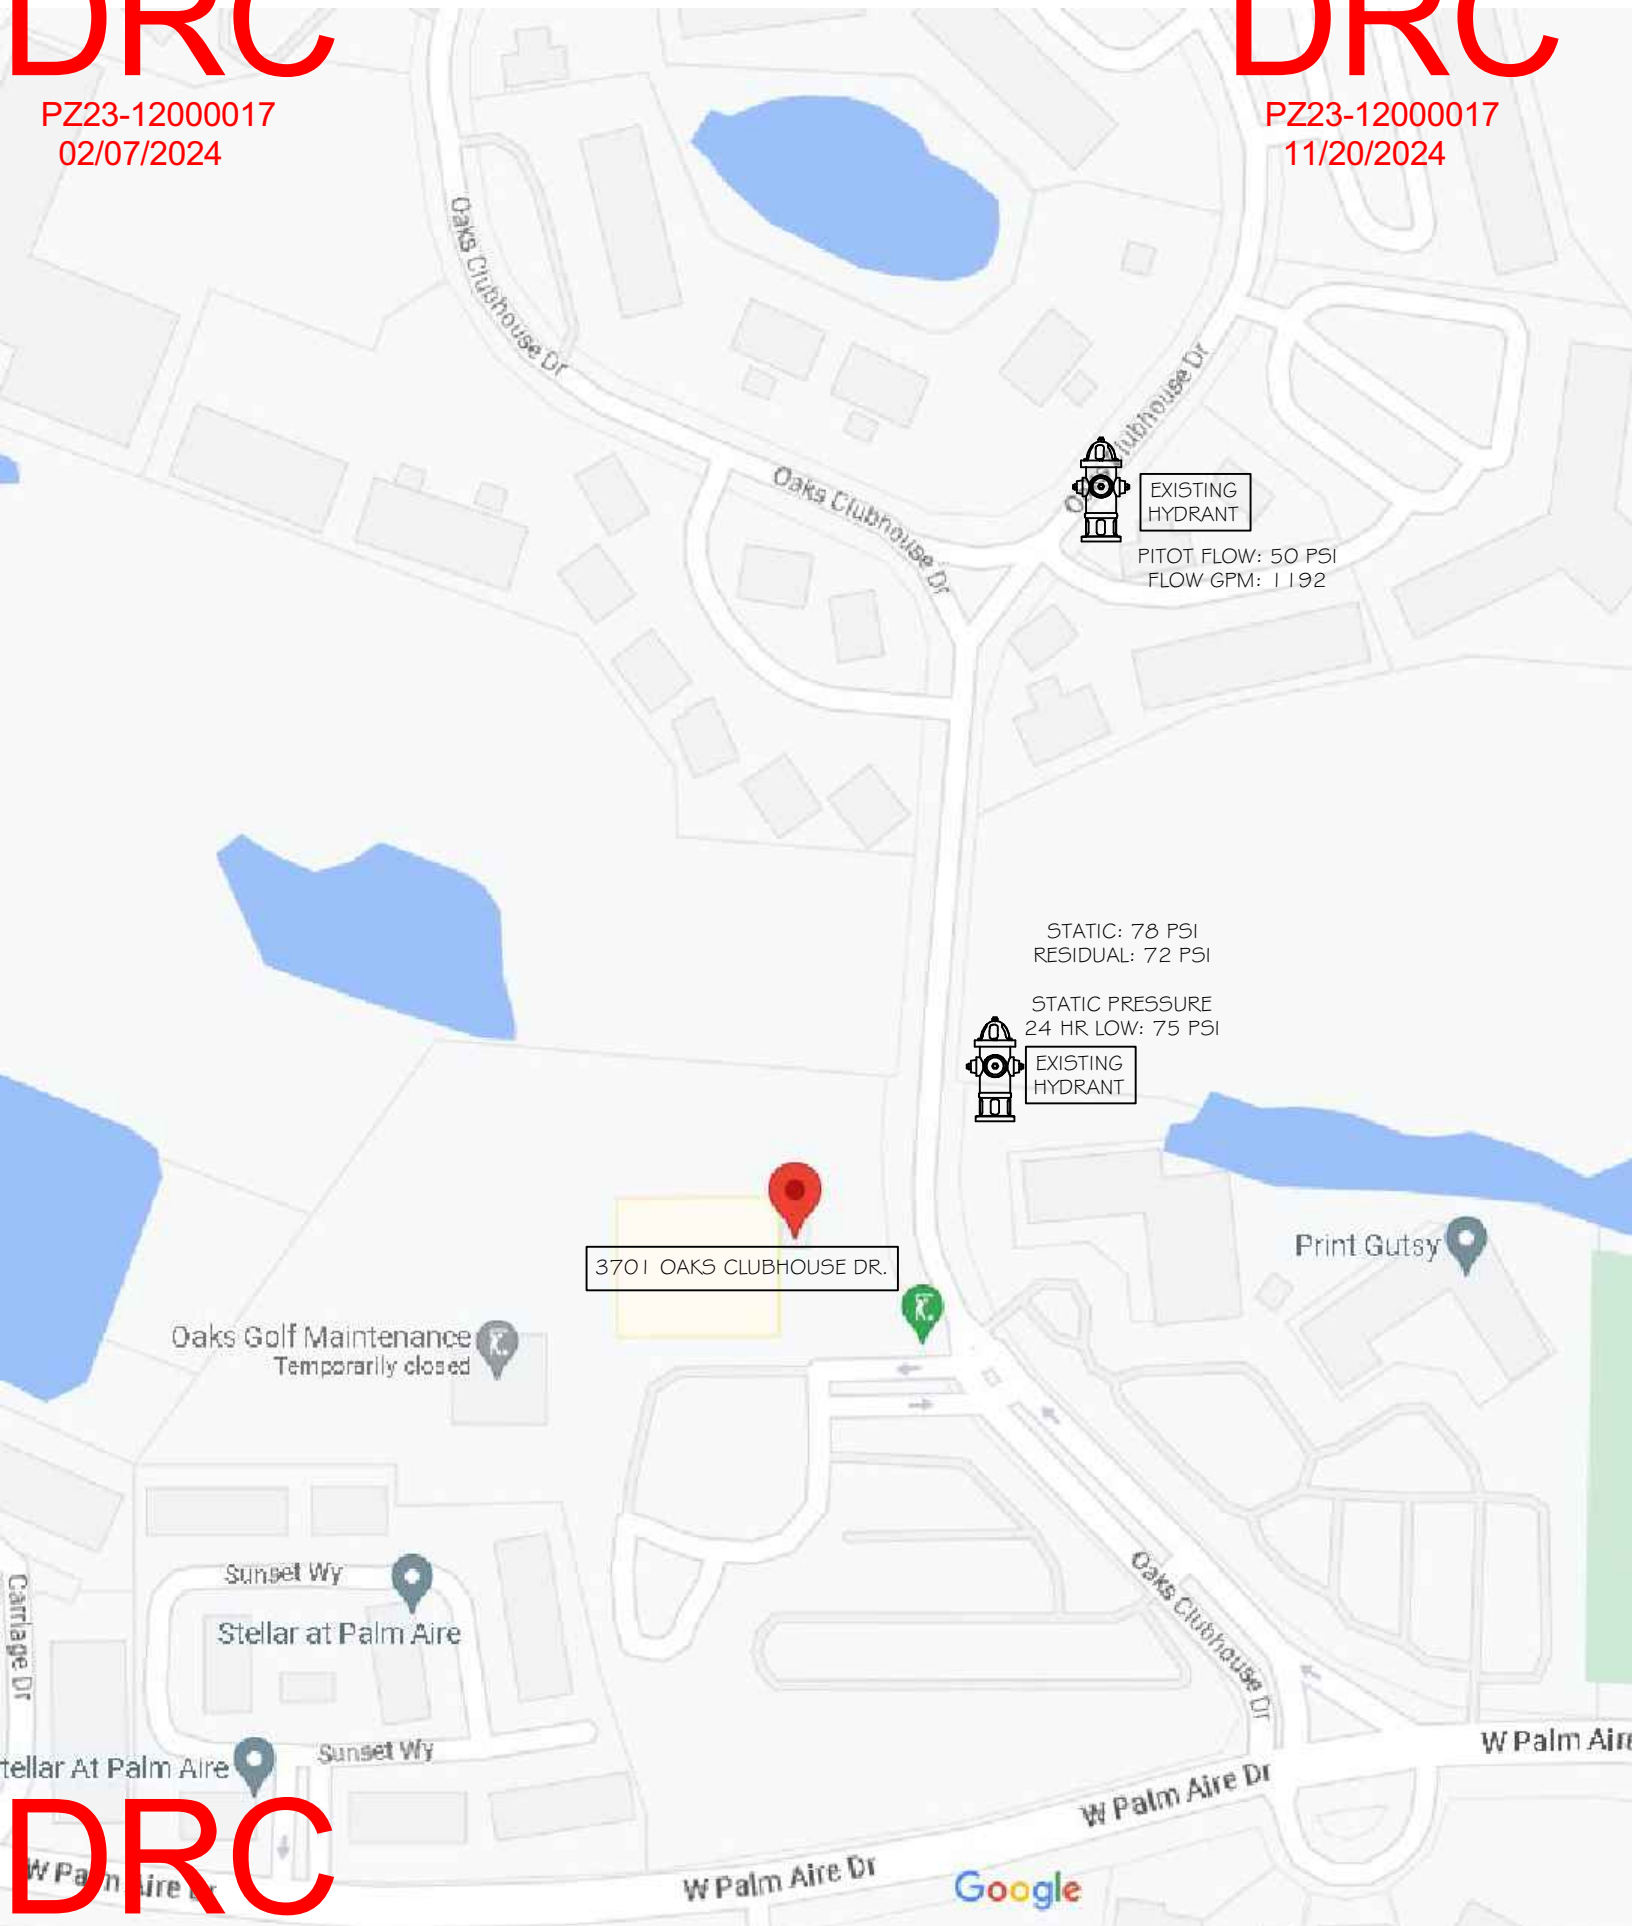 DRC
PZ23-12000017
02/07/2024
DRC
PZ23-12000017
11/20/2024
Oaks Clubhouse Dr
Oaks Clubhouse Dr
Oaks Clubhouse Dr
EXISTING
HYDRANT
PITOT FLOW: 50 PSI
FLOW GPM: 1192
STATIC: 78 PSI
RESIDUAL: 72 PSI
STATIC PRESSURE
24 HR LOW: 75 PSI
EXISTING
HYDRANT
Print Gutsy
3701 OAKS CLUBHOUSE DR.
Oaks Golf Maintenance
Temporarily closed
Oaks Clubhouse Dr
Sunset Wy
Carriage Dr
Stellar at Palm Aire
Sunset Wy
tellar At Palm Aire
W Palm Aire
W Palm Aire Dr
DRC
W Palm Aire Dr
W Palm Aire Dr
Google